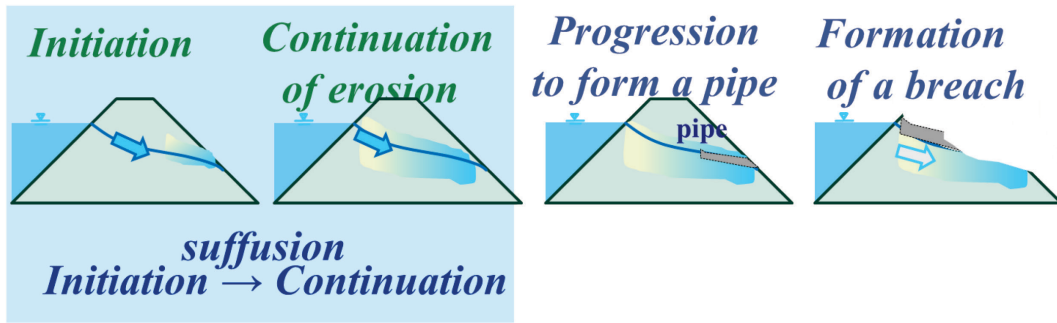 Initiation
Continuation
of erosion
Progression
to form a pipe
Formation
of a breach
pipe
suffusion
Initiation → Continuation